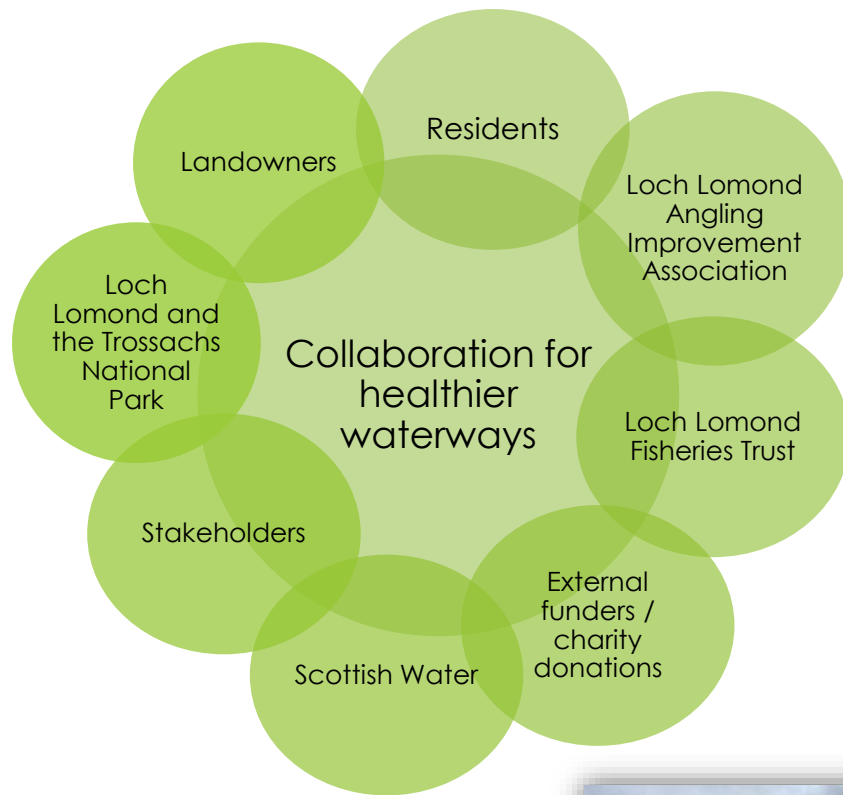 Residents
Landowners
Loch Lomond
Angling
Improvement
Association
Loch
Lomond and
the Trossachs
National
Park
Collaboration for
healthier
waterways
Loch Lomond
Fisheries Trust
Stakeholders
External
funders /
charity
donations
Scottish Water